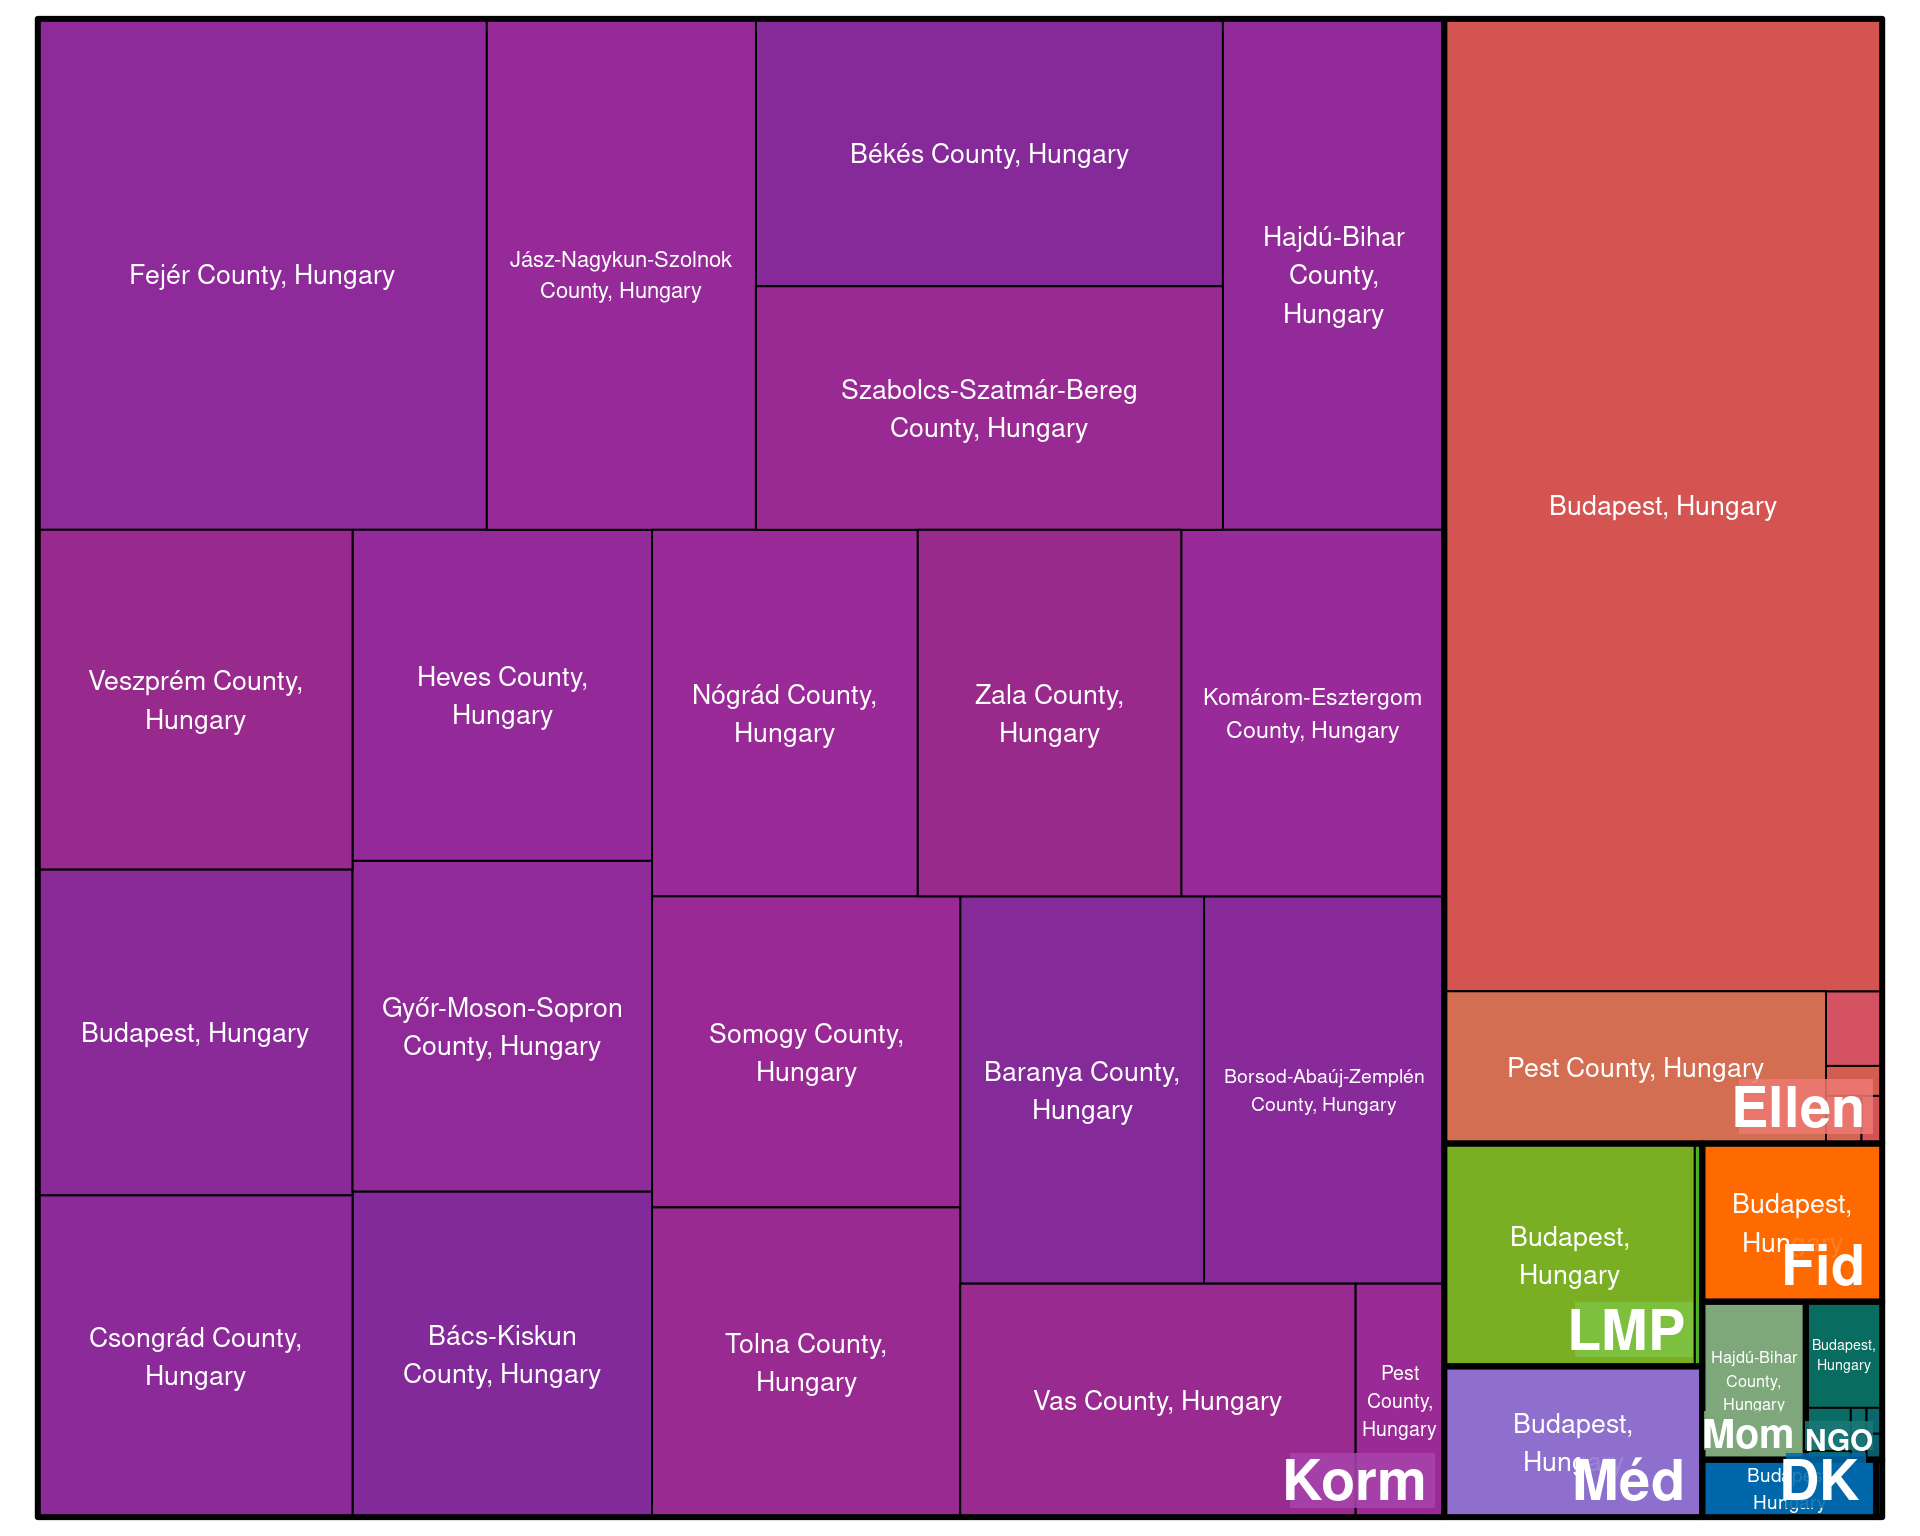 Fejér County, Hungary
Jász-Nagykun-Szolnok
County, Hungary
Békés County, Hungary
Szabolcs-Szatmár-Bereg
County, Hungary
Hajdú-Bihar
County,
Hungary
Veszprém County,
Hungary
Heves County,
Hungary
Nógrád County,
Hungary
Zala County,
Hungary
Komárom-Esztergom
County, Hungary
Budapest, Hungary
Győr-Moson-Sopron
County, Hungary
Somogy County,
Hungary
Baranya County,
Hungary
Borsod-Abaúj-Zemplén
County, Hungary
Csongrád County,
Hungary
Bács-Kiskun
County, Hungary
Tolna County,
Hungary
Vas County, Hungary
Pest
County,
Hungary
Korm
Budapest, Hungary
Pest County, Hungary
Ellen
Budapest,
Hungary
LMP
Budapest,
Hungary
Fid
Budapest,
Hungary
Méd
Hajdú-Bihar
County,
Hungary
Mom
Budapest,
Hungary
NGO
Budapest,
Hungary
DK